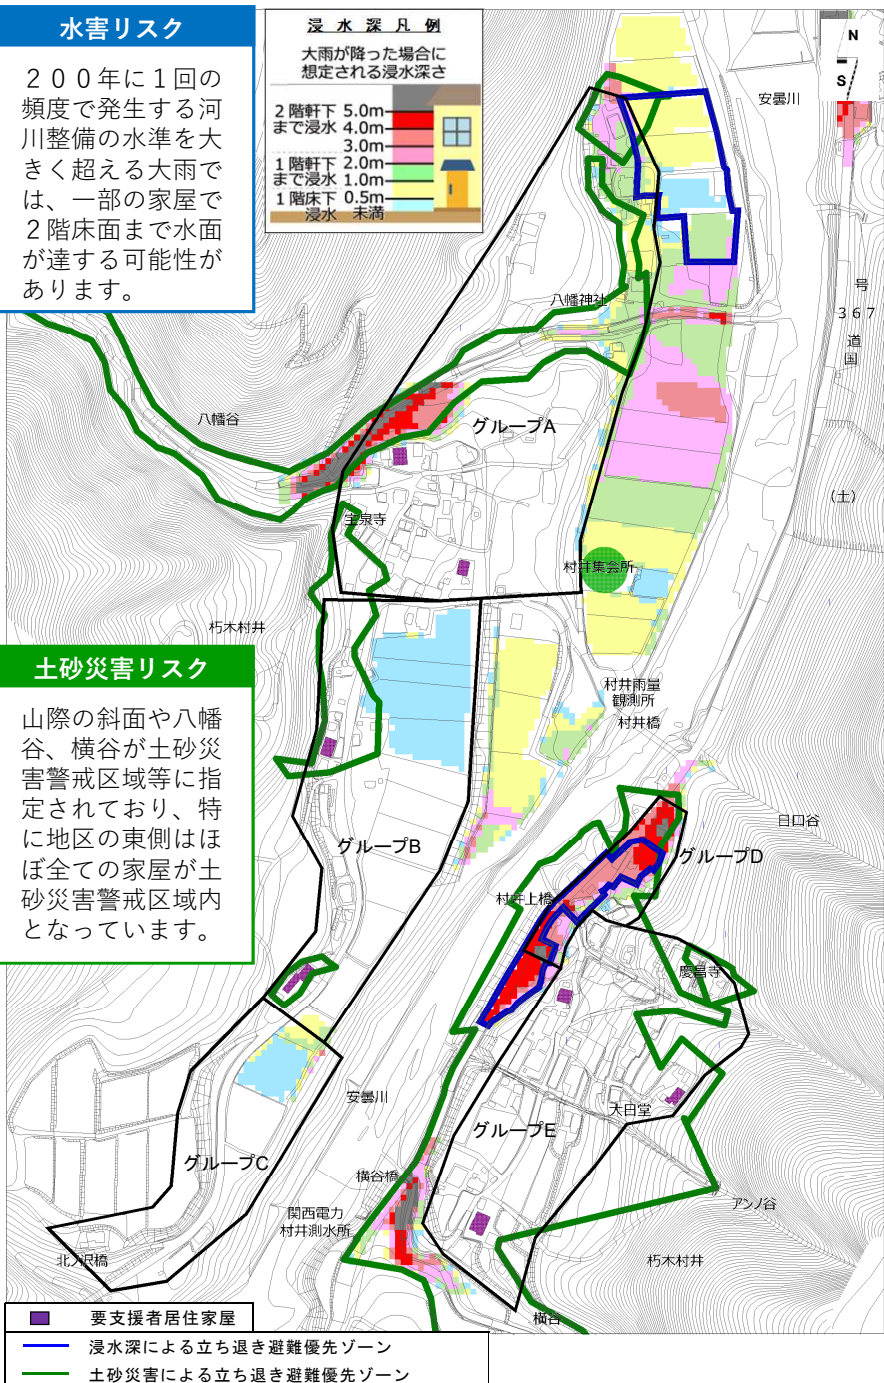 水害リスク
２００年に１回の
頻度で発生する河
川整備の水準を大
きく超える大雨で
は、一部の家屋で
２階床面まで水面
が達する可能性が
あります。
浸水深凡例
大雨が降った場合に
想定される浸水深さ
2階軒下 5.0m
まで浸水 4.0m
3.0m
1階軒下 2.0m
まで浸水 1.0m
1階床下 0.5m
浸水 未満
N
S
安曇川
号
３６７
道
国
八幡神社
八幡谷
グループA
（土）
宝泉寺
村井集会所
朽木村井
土砂災害リスク
山際の斜面や八幡
谷、横谷が土砂災
害警戒区域等に指
定されており、特
に地区の東側はほ
ぼ全ての家屋が土
砂災害警戒区域内
となっています。
村井雨量
観測所
村井橋
グループB
日口谷
グループD
村井上橋
慶昌寺
安曇川
大日堂
グループE
グループC
横谷橋
関西電力
村井測水所
アンノ谷
北ノ沢橋
朽木村井
横谷
要支援者居住家屋
浸水深による立ち退き避難優先ゾーン
土砂災害による立ち退き避難優先ゾーン